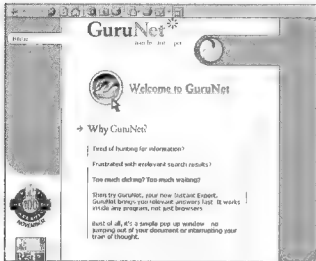 GuruNet
Welcome to GuruNet
Why GuruNet?
Tired of hunting for information?
Frustrated with irrelevant search results?
Too much clicking? Too much waiting?
Start try GuruNet, your new Instant Expert.
GuruNet brings you relevant answers fast. It works
inside any program, not just browsers
Best of all, it's a simple pop up window no
jumping out of your document or interrupting your
train of thought.
NOVEMBER